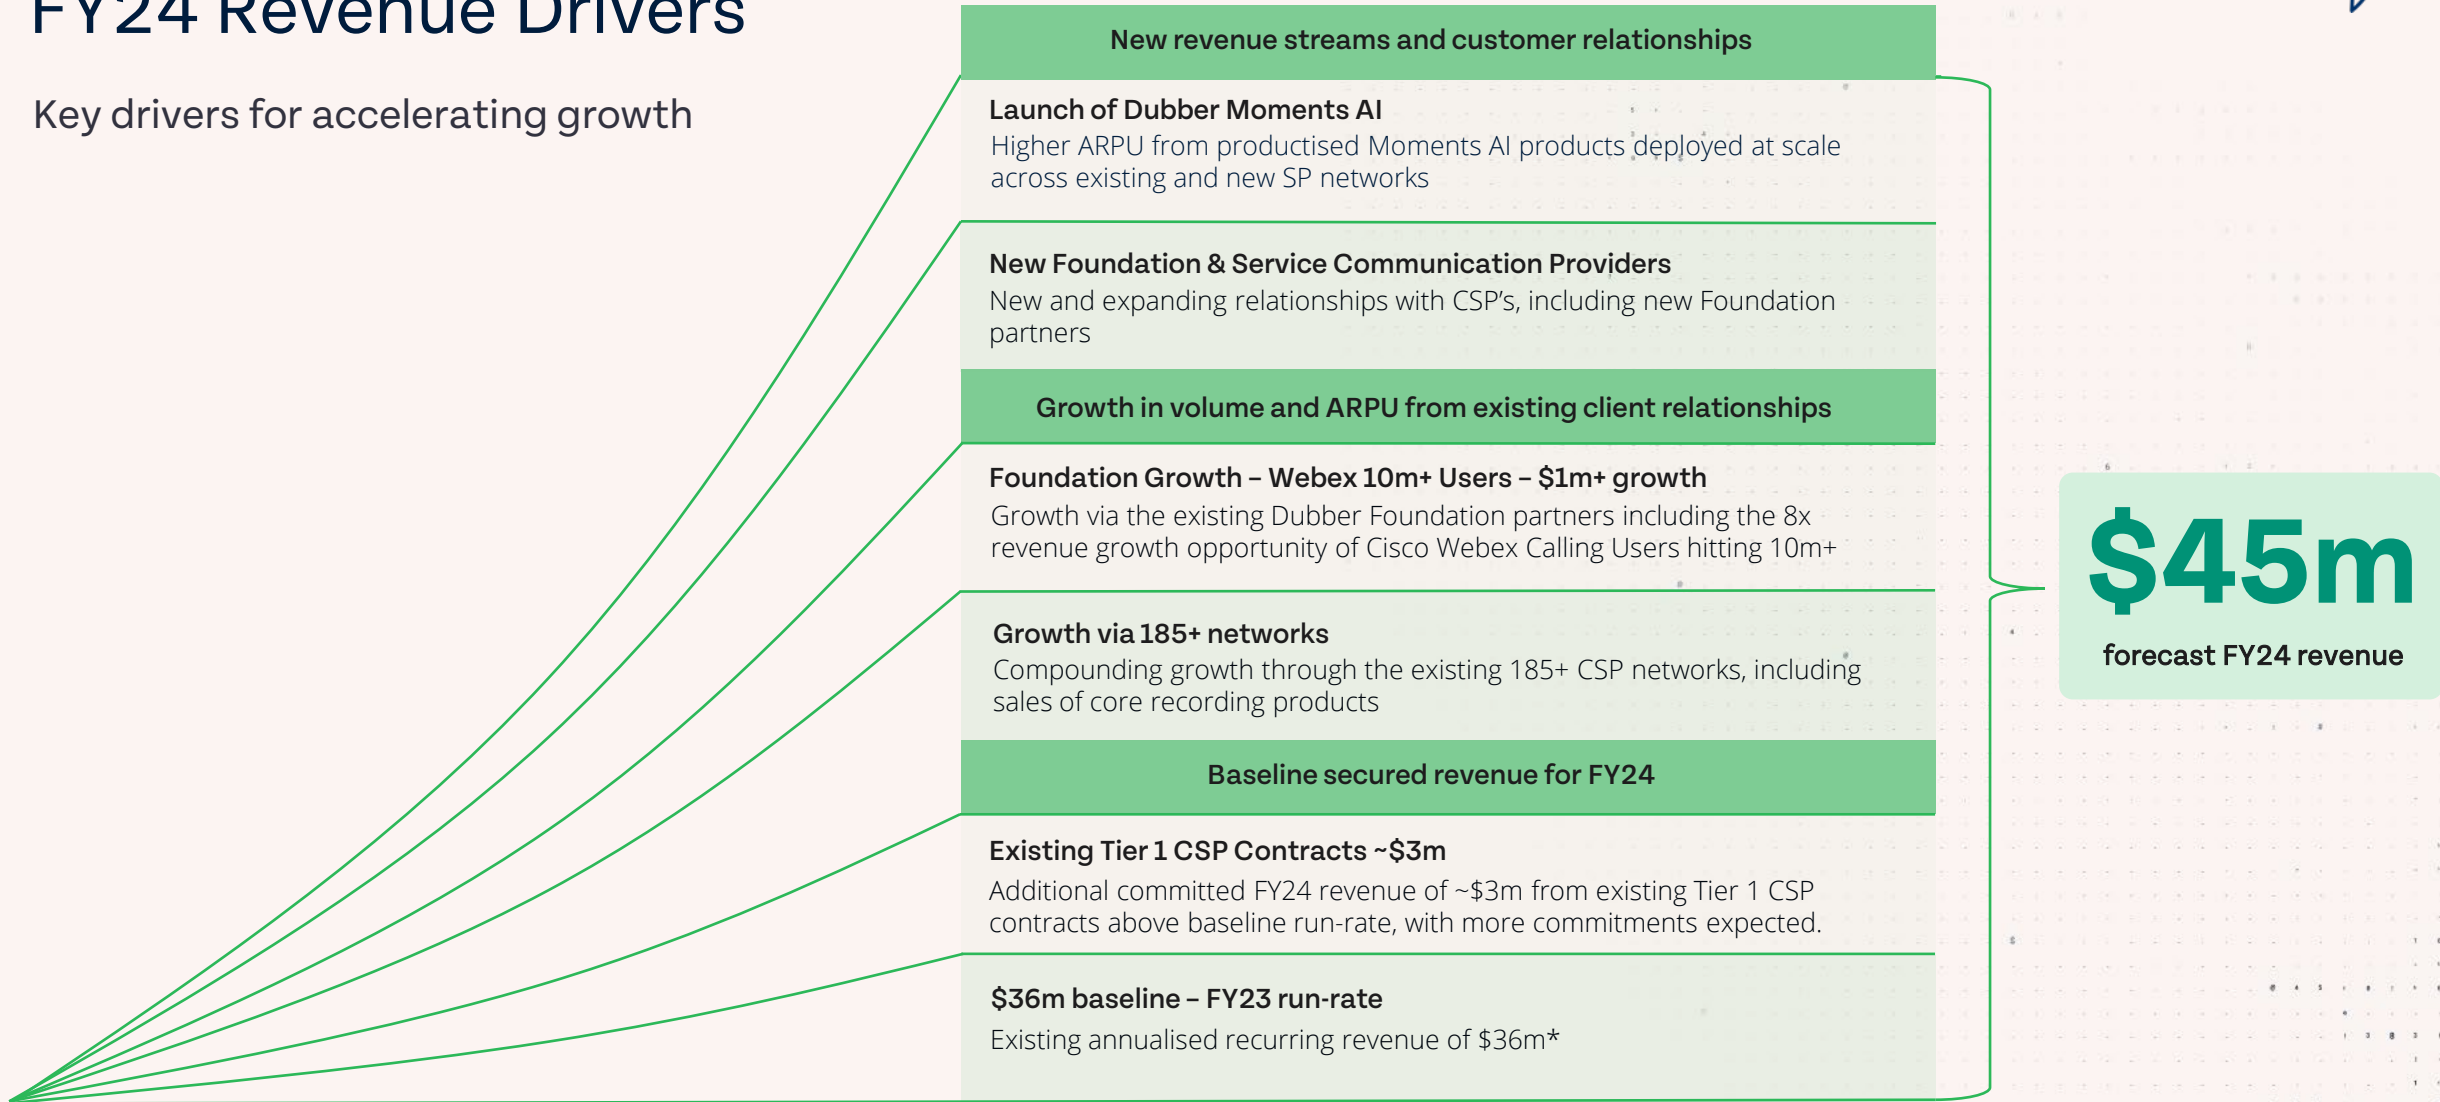 FY24 Revenue Drivers
Key drivers for accelerating growth
New revenue streams and customer relationships
Launch of Dubber Moments AI
Higher ARPU from productised Moments AI products deployed at scale
across existing and new SP networks
New Foundation & Service Communication Providers
New and expanding relationships with CSP’s, including new Foundation
partners
Growth in volume and ARPU from existing client relationships
Foundation Growth – Webex 10m+ Users – $1m+ growth
Growth via the existing Dubber Foundation partners including the 8x
revenue growth opportunity of Cisco Webex Calling Users hitting 10m+
Growth via 185+ networks
Compounding growth through the existing 185+ CSP networks, including
sales of core recording products
Baseline secured revenue for FY24
Existing Tier 1 CSP Contracts ~$3m
Additional committed FY24 revenue of ~$3m from existing Tier 1 CSP
contracts above baseline run-rate, with more commitments expected.
$36m baseline – FY23 run-rate
Existing annualised recurring revenue of $36m*
$45m
forecast FY24 revenue